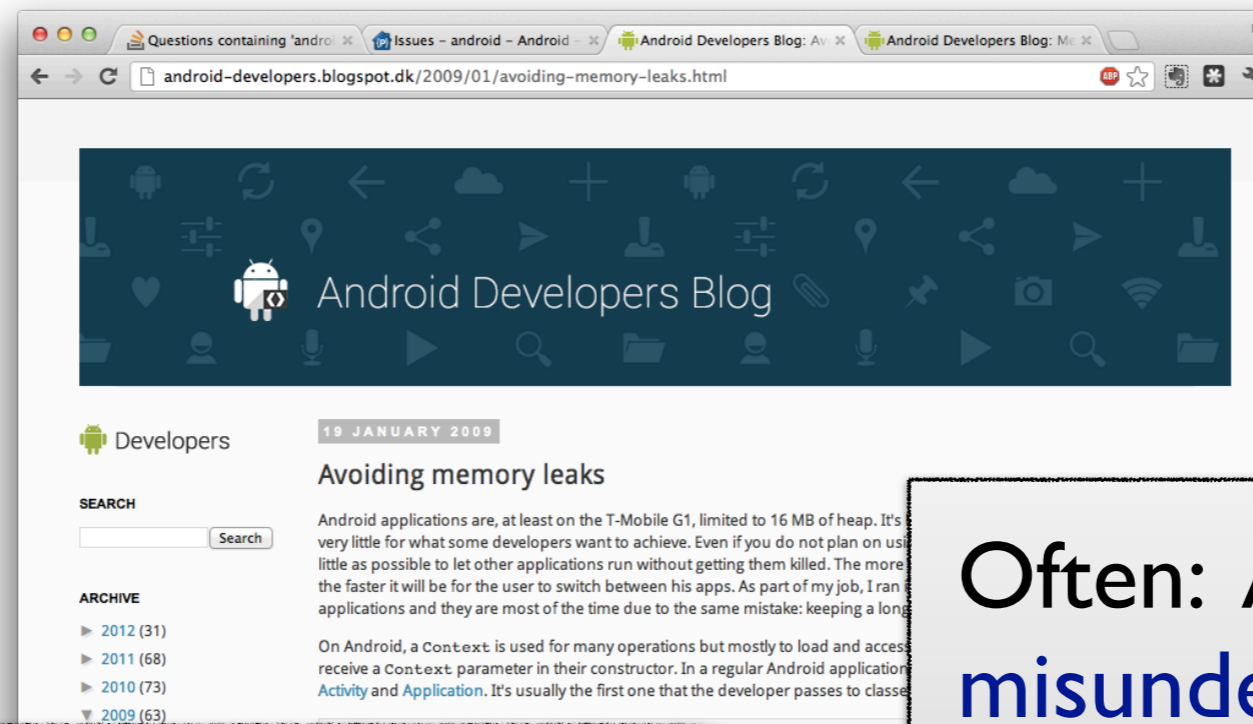 Questions containing 'androi
Issues – android – Android –
Android Developers Blog: Av
Android Developers Blog: Me
android-developers.blogspot.dk/2009/01/avoiding-memory-leaks.html
ABP
Android Developers Blog
Developers
19 JANUARY 2009
Avoiding memory leaks
SEARCH
Search
Android applications are, at least on the T-Mobile G1, limited to 16 MB of heap. It's
very little for what some developers want to achieve. Even if you do not plan on usi
little as possible to let other applications run without getting them killed. The more
the faster it will be for the user to switch between his apps. As part of my job, I ran
applications and they are most of the time due to the same mistake: keeping a long
ARCHIVE
► 2012 (31)
► 2011 (68)
► 2010 (73)
▼ 2009 (63)
On Android, a Context is used for many operations but mostly to load and access
receive a Context parameter in their constructor. In a regular Android application
Activity and Application. It's usually the first one that the developer passes to classe
Often: A
misunde